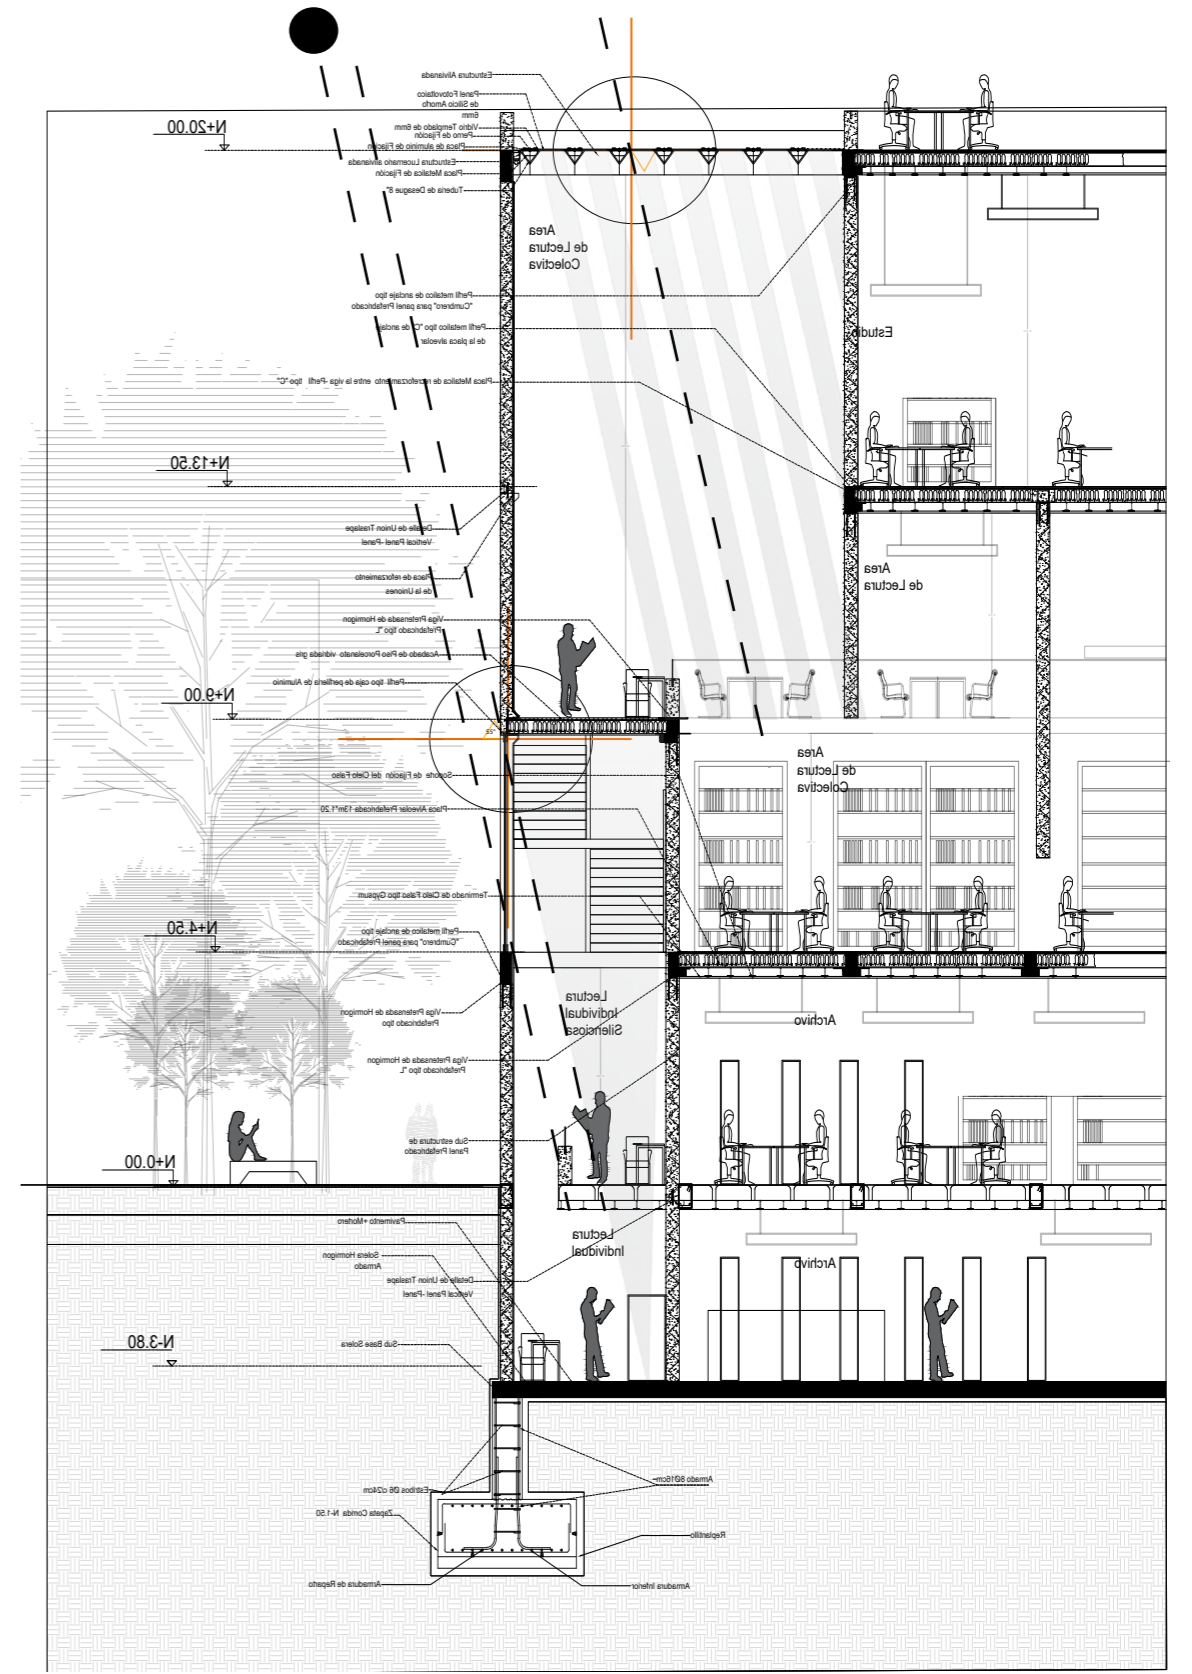 Estructura Alivianada
Panel Fotovoltaico
de Silicio Amorfo
6mm
Vidrio Templado de 6mm
Perno de Fijación
Placa de aluminio de Fijación
Estructura Lucernario alivianada
Placa Metalica de Fijación
Tuberia de Desague 8"
N+20.00
Area
de Lectura
Colectiva
Perfil metalico de anclaje tipo
"Cumbrero" para panel Prefabricado
Perfil metalico tipo "C" de anclaje
de la placa alveolar
Estudio
Placa Metalica de refreforzamiento entre la viga -Perfil tipo "C"
N+13.50
Detalle de Union Traslape
Vertical Panel -Panel
Placa de reforzamiento
de la Uniones
Area
de Lectura
Viga Pretensada de Hormigon
Prefabricado tipo "L
Acabado de Piso de Porcelanato vidriada gris
Perfil tipo caja de perfileria de Aluminio
N+9.00
Soporte de Fijación del Cielo Falso
Area
de Lectura
Colectiva
Placa Alveolar Prefabricada 13m*1.20
Terminado de Cielo Falso tipo Gypsum
N+4.50
Perfil metalico de anclaje tipo
"Cumbrero" para panel Prefabricado
Lectura
Individual
Silenciosa
Viga Pretensada de Hormigon
Prefabricado tipo
Archivo
Viga Pretensada de Hormigon
Prefabricado tipo "L
Sub estructura de
Panel Prefabricado
N+0.00
Pavimento +Mortero
Lectura
Individual
Solera Hormigon
Armado
Archivo
Detalle de Union Traslape
Vertical Panel -Panel
N-3.80
Sub Base Solera
Armado 8Ø16cm
Estribos Ø6 c/24cm
Zapata Corrida N-1.50
Replantillo
Armadura de Reparto
Armadura Inferior